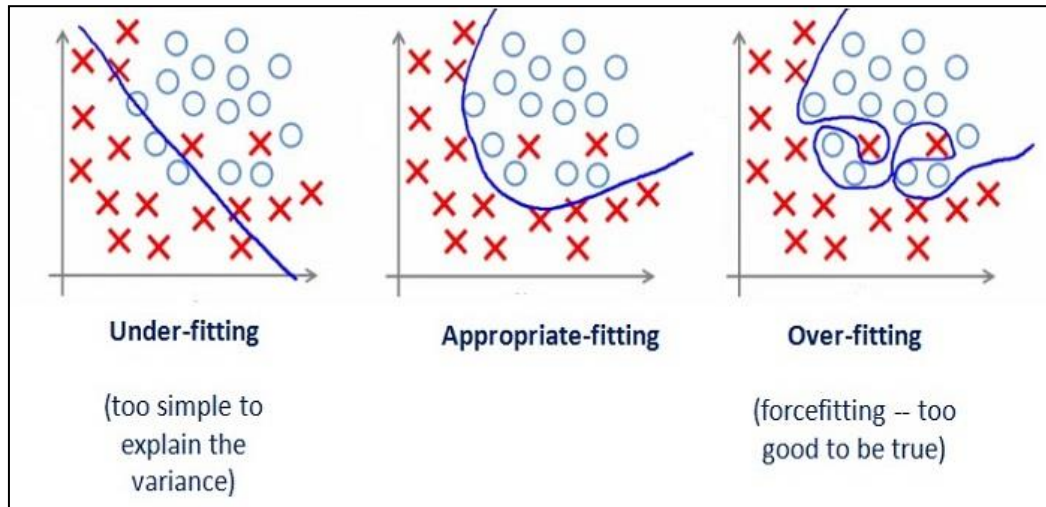 Under-fitting
Appropriate-fitting
Over-fitting
(too simple to
explain the
variance)
(forcefitting -- too
good to be true)